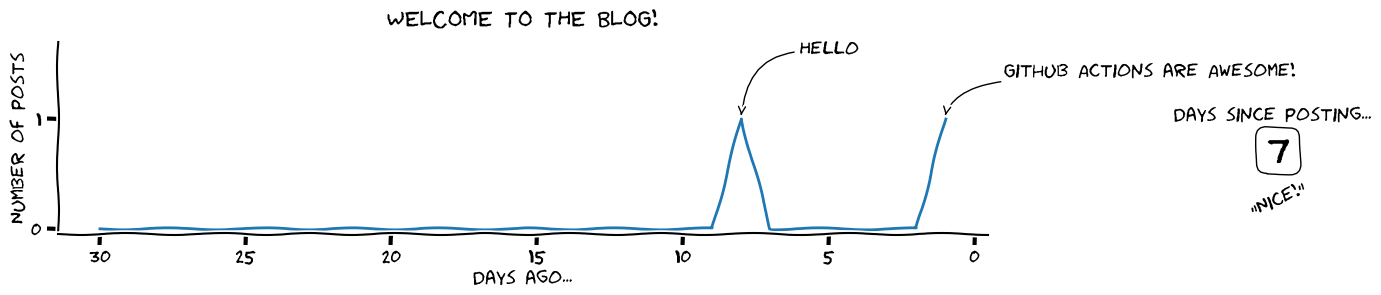 WELCOME TO THE BLOG!
HELLO
GITHUB ACTIONS ARE AWESOME!
NUMBER OF POSTS
1
0
DAYS SINCE POSTING...
7
"NICE!"
30 25 20 15 10 5 0
DAYS AGO...